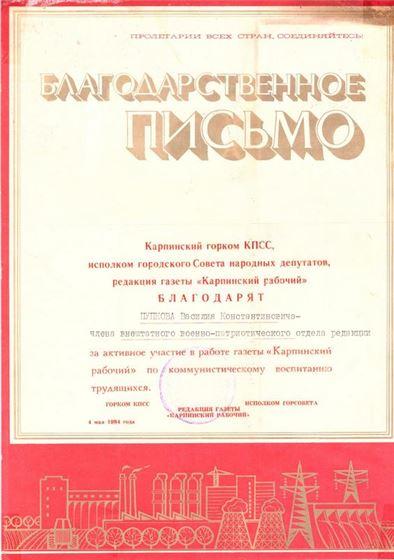 ПРОЛЕТАРИИ ВСЕХ СТРАН, СОЕДИНЯЙТЕСЬ!
БЛАГОДАРСТВЕННОЕ
ПИСЬМО
Карпинский горком КПСС,
исполком городского Совета народных депутатов,
редакция газеты «Карпинский рабочий»
БЛАГОДАРЯТ
Василия Константиновича-
члена внештатного военно-патриотического отдела редакции
за активное участие в работе газеты «Карпинский
рабочий» по коммунистическому воспитанию
трудящихся.
ГОРКОМ КПСС
РЕДАКЦИЯ ГАЗЕТЫ
«КАРПИНСКИЙ РАБОЧИЙ»
ИСПОЛКОМ ГОРСОВЕТА
4 мая 1984 года